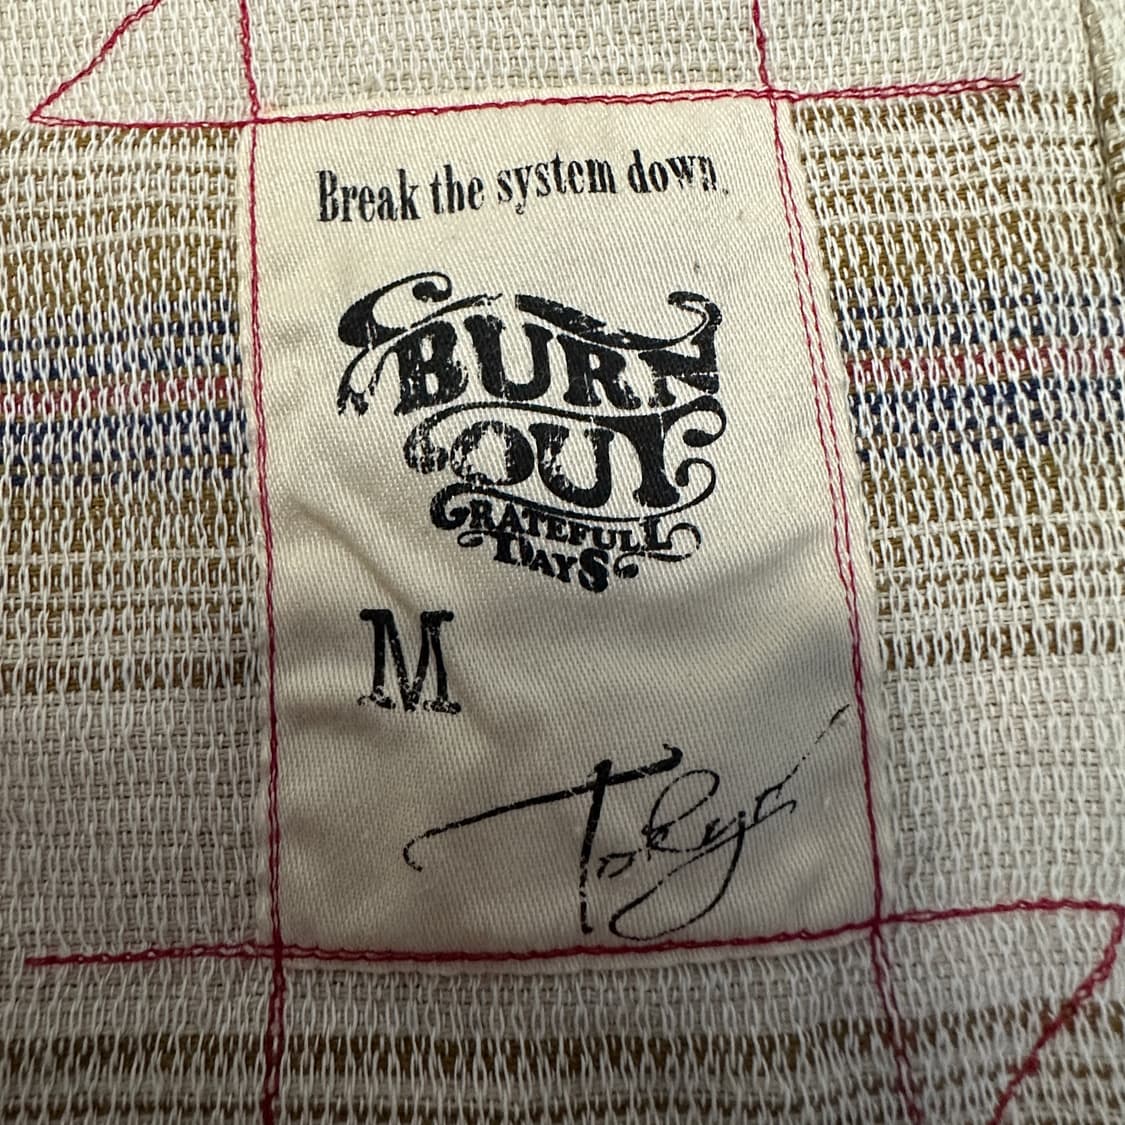 Break the system down.
BURN
OUT
GRATEFULL
DAYS
M
Tokyo